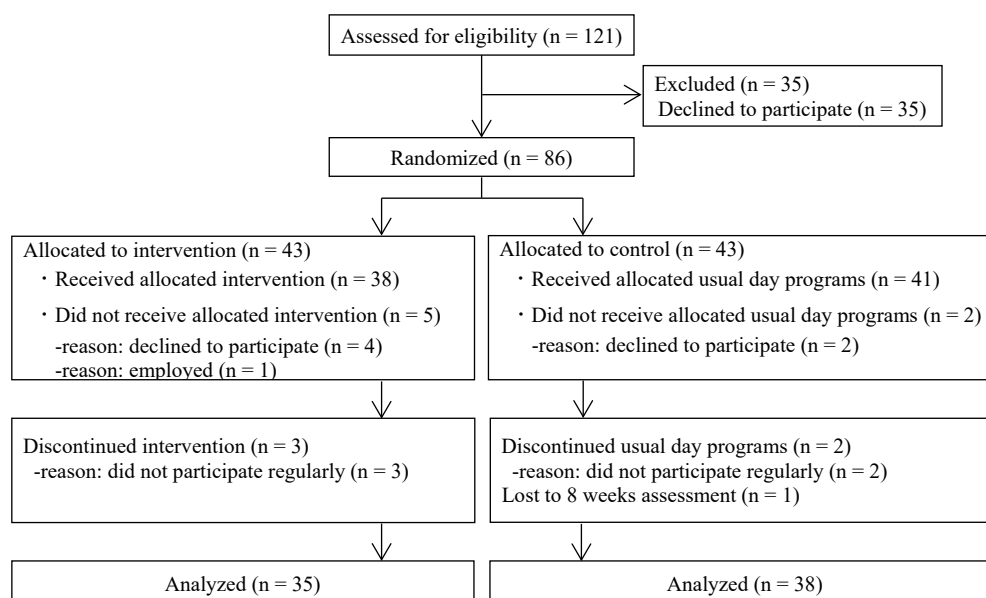 Assessed for eligibility (n = 121)
Excluded (n = 35)
Declined to participate (n = 35)
Randomized (n = 86)
Allocated to intervention (n = 43)
・Received allocated intervention (n = 38)
・Did not receive allocated intervention (n = 5)
-reason: declined to participate (n = 4)
-reason: employed (n = 1)
Allocated to control (n = 43)
・Received allocated usual day programs (n = 41)
・Did not receive allocated usual day programs (n = 2)
-reason: declined to participate (n = 2)
Discontinued intervention (n = 3)
-reason: did not participate regularly (n = 3)
Discontinued usual day programs (n = 2)
-reason: did not participate regularly (n = 2)
Lost to 8 weeks assessment (n = 1)
Analyzed (n = 35)
Analyzed (n = 38)